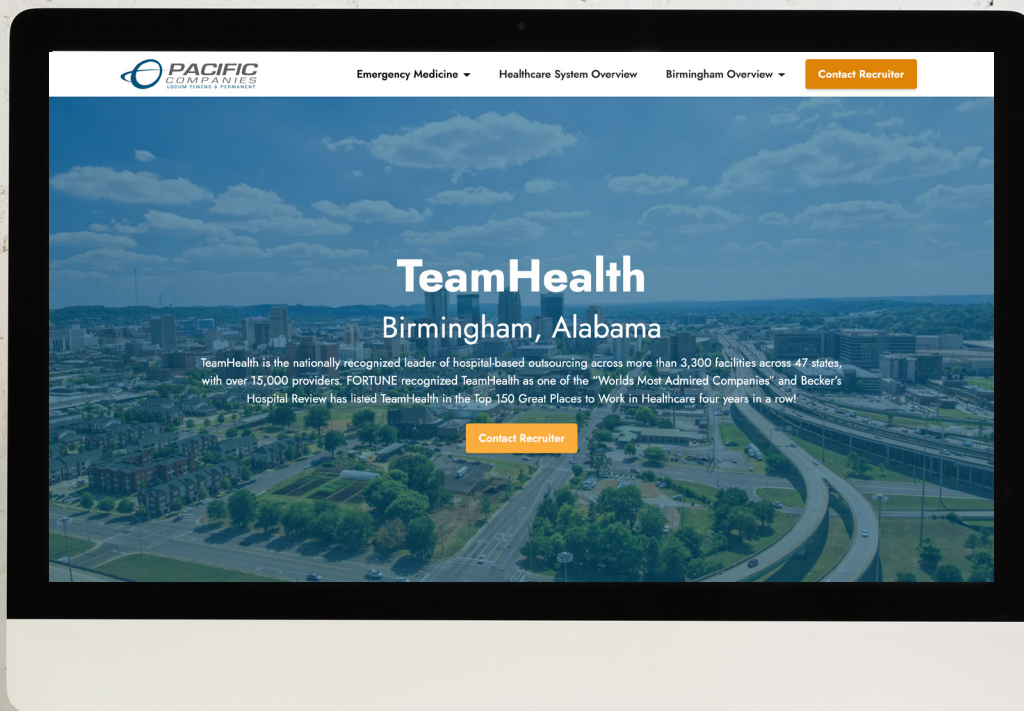 PACIFIC
COMPANIES
LOCUM TENENS & PERMANENT
Emergency Medicine
Healthcare System Overview
Birmingham Overview
Contact Recruiter
TeamHealth
Birmingham, Alabama
TeamHealth is the nationally recognized leader of hospital-based outsourcing across more than 3,300 facilities across 47 states,
with over 15,000 providers. FORTUNE recognized TeamHealth as one of the “Worlds Most Admired Companies” and Becker’s
Hospital Review has listed TeamHealth in the Top 150 Great Places to Work in Healthcare four years in a row!
Contact Recruiter